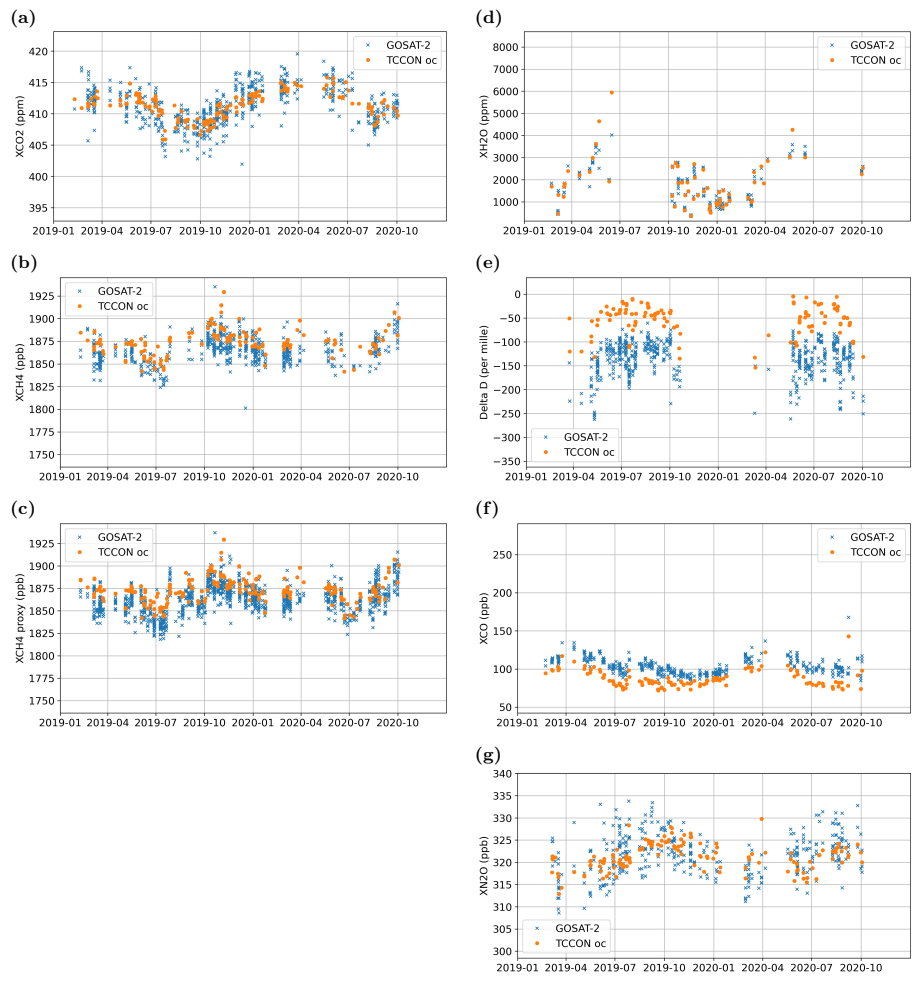 (a)
XCO2 (ppm)
420
415
410
405
400
395
GOSAT-2
TCCON oc
2019-01 2019-04 2019-07 2019-10 2020-01 2020-04 2020-07 2020-10
(d)
XH2O (ppm)
8000
7000
6000
5000
4000
3000
2000
1000
GOSAT-2
TCCON oc
2019-01 2019-04 2019-07 2019-10 2020-01 2020-04 2020-07 2020-10
(b)
XCH4 (ppb)
1925
1900
1875
1850
1825
1800
1775
1750
GOSAT-2
TCCON oc
2019-01 2019-04 2019-07 2019-10 2020-01 2020-04 2020-07 2020-10
(e)
Delta D (per mille)
0
−50
−100
−150
−200
−250
−300
−350
GOSAT-2
TCCON oc
2019-01 2019-04 2019-07 2019-10 2020-01 2020-04 2020-07 2020-10
(c)
XCH4 proxy (ppb)
1925
1900
1875
1850
1825
1800
1775
1750
GOSAT-2
TCCON oc
2019-01 2019-04 2019-07 2019-10 2020-01 2020-04 2020-07 2020-10
(f)
XCO (ppb)
250
200
150
100
50
GOSAT-2
TCCON oc
2019-01 2019-04 2019-07 2019-10 2020-01 2020-04 2020-07 2020-10
(g)
XN2O (ppb)
340
335
330
325
320
315
310
305
300
GOSAT-2
TCCON oc
2019-01 2019-04 2019-07 2019-10 2020-01 2020-04 2020-07 2020-10